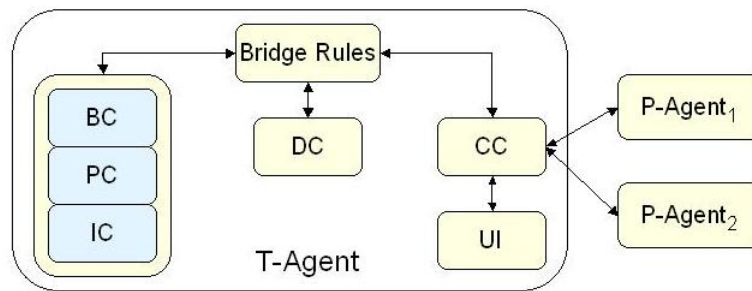 Bridge Rules
BC
PC
IC
DC
CC
UI
T-Agent
P-Agent₁
P-Agent₂